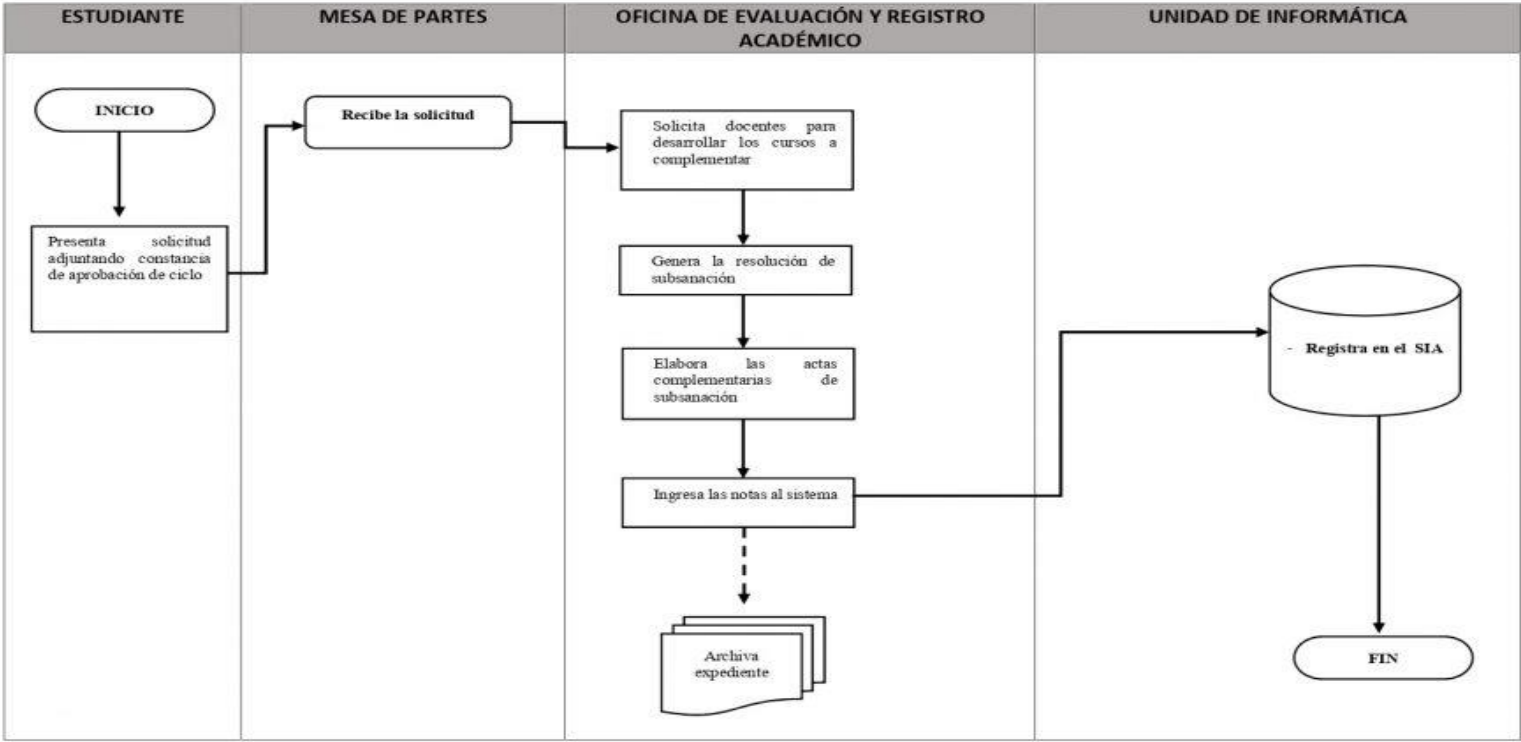 ESTUDIANTE
MESA DE PARTES
OFICINA DE EVALUACIÓN Y REGISTRO
ACADÉMICO
UNIDAD DE INFORMÁTICA
INICIO
Presenta solicitud
adjuntando constancia
de aprobación de ciclo
Recibe la solicitud
Solicita docentes para
desarrollar los cursos a
complementar
Genera la resolución de
subsanación
Elabora las actas
complementarias de
subsanación
Ingresa las notas al sistema
Archiva
expediente
- Registra en el SIA
FIN